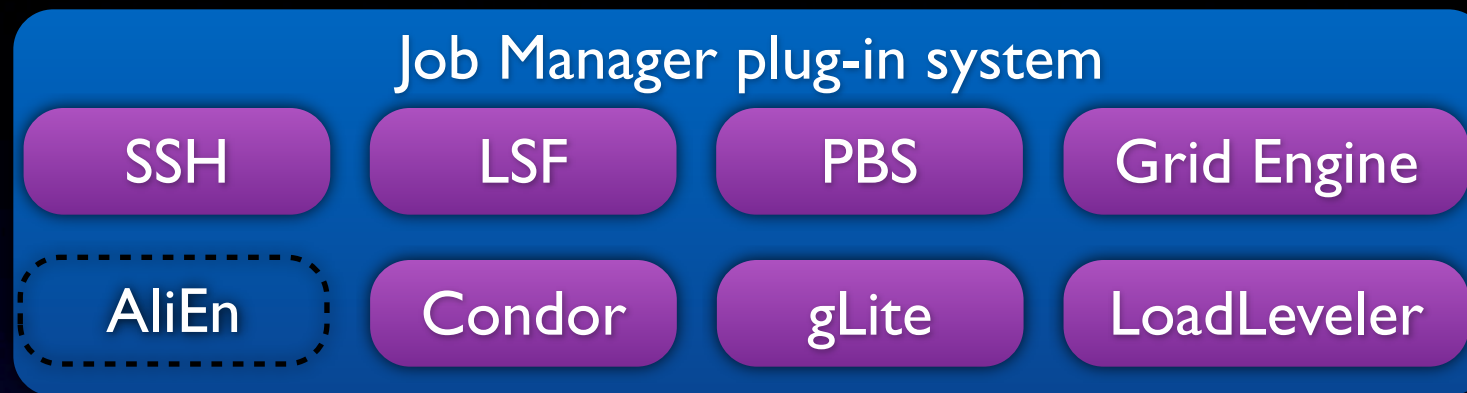 Job Manager plug-in system
SSH
LSF
PBS
Grid Engine
AliEn
Condor
gLite
LoadLeveler